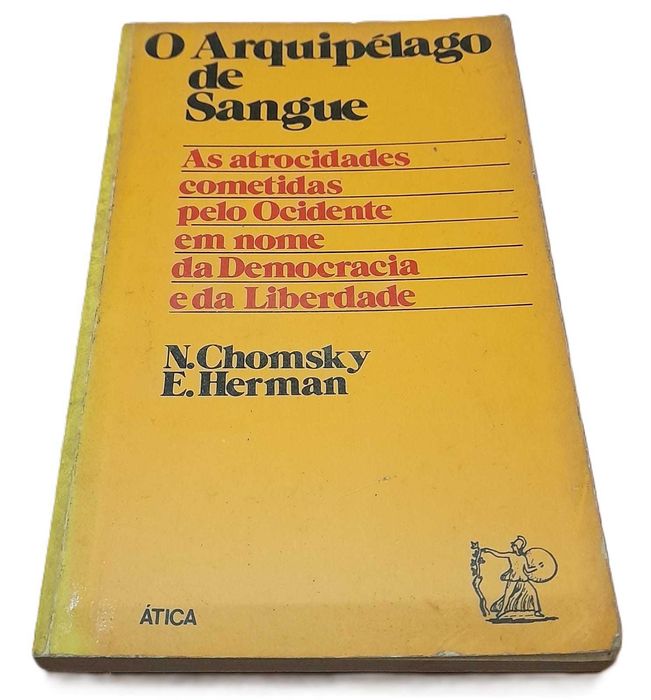 O Arquipélago
de
Sangue
As atrocidades
cometidas
pelo Ocidente
em nome
da Democracia
e da Liberdade
N.Chomsky
E.Herman
ÁTICA